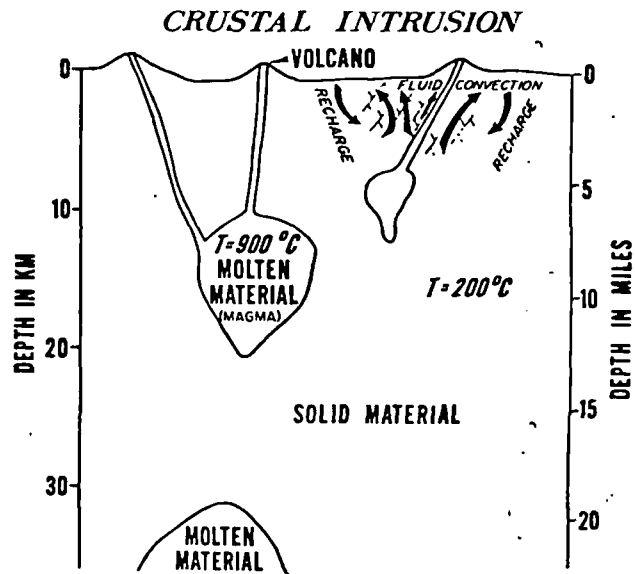 CRUSTAL INTRUSION
VOLCANO
0
0
FLUID CONVECTION
RECHARGE
RECHARGE
5
10
T=900 °C
MOLTEN
MATERIAL
(MAGMA)
T=200°C
10
DEPTH IN KM
DEPTH IN MILES
20
SOLID MATERIAL
15
30
20
MOLTEN
MATERIAL